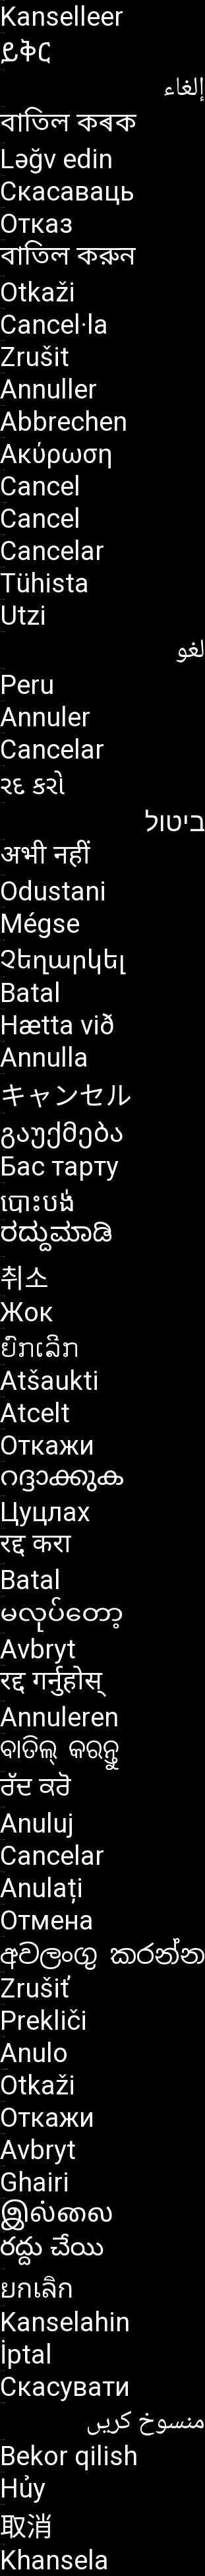 Kanselleer
ይቅር
إلغاء
বাতিল কৰক
Ləğv edin
Скасаваць
Отказ
বাতিল করুন
Otkaži
Cancel·la
Zrušit
Annuller
Abbrechen
Ακύρωση
Cancel
Cancel
Cancelar
Tühista
Utzi
لغو
Peru
Annuler
Cancelar
રદ કરો
ביטול
अभी नहीं
Odustani
Mégse
Չեղարկել
Batal
Hætta við
Annulla
キャンセル
გაუქმება
Бас тарту
បោះបង់
ರದ್ದುಮಾಡಿ
취소
Жок
ຍົກເລີກ
Atšaukti
Atcelt
Откажи
റദ്ദാക്കുക
Цуцлах
रद्द करा
Batal
မလုပ်တော့
Avbryt
रद्द गर्नुहोस्
Annuleren
ବାତିଲ୍ କରନ୍ତୁ
ਰੱਦ ਕਰੋ
Anuluj
Cancelar
Anulați
Отмена
අවලංගු කරන්න
Zrušiť
Prekliči
Anulo
Otkaži
Откажи
Avbryt
Ghairi
இல்லை
రద్దు చేయి
ยกเลิก
Kanselahin
İptal
Скасувати
منسوخ کریں
Bekor qilish
Hủy
取消
Khansela